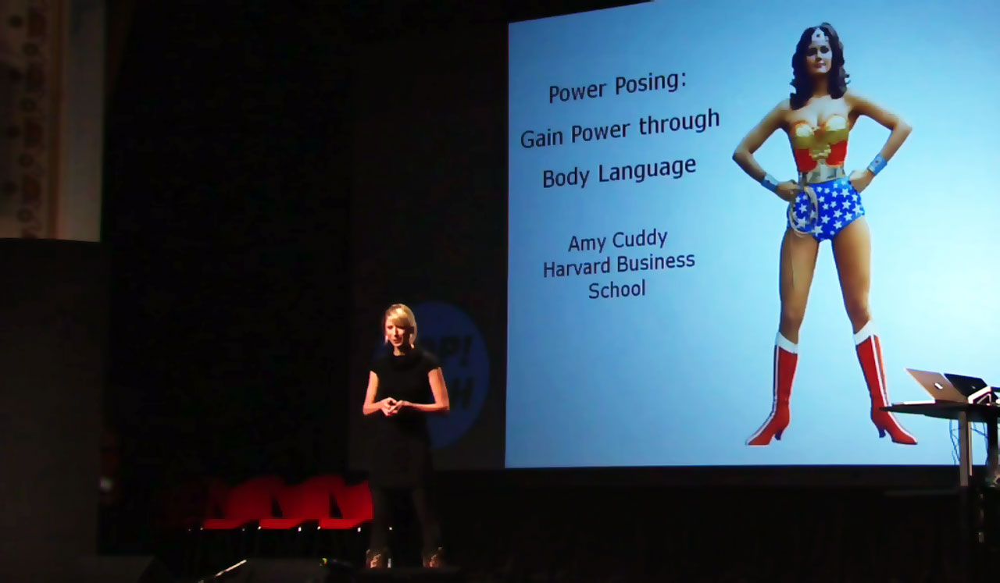 Power Posing:
Gain Power through
Body Language
Amy Cuddy
Harvard Business
School